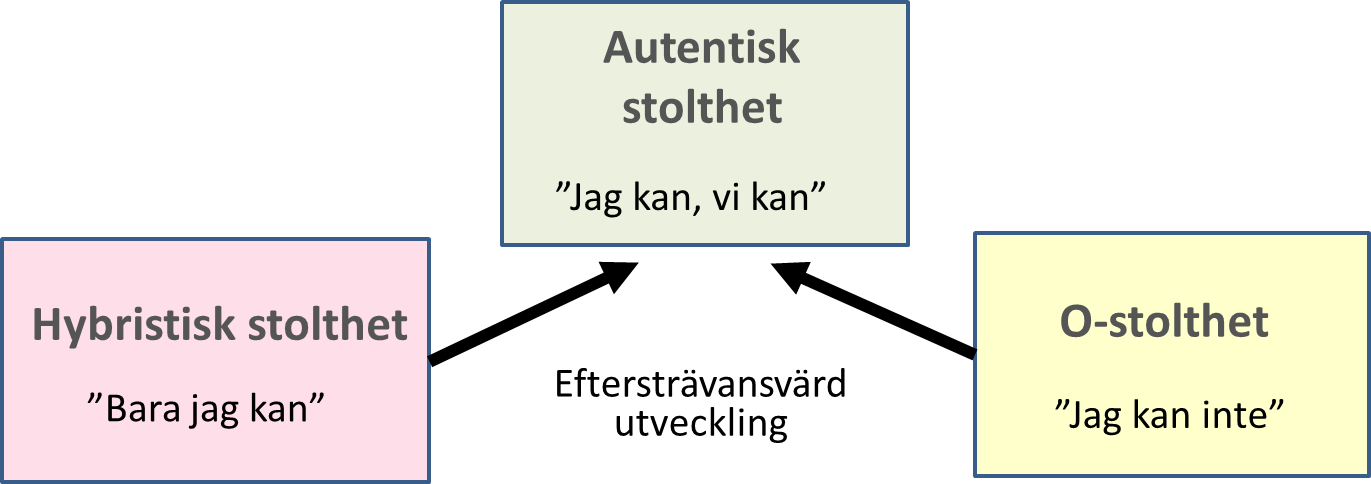 Autentisk
stolthet
”Jag kan, vi kan”
Hybristisk stolthet
”Bara jag kan”
Eftersträvansvärd
utveckling
O-stolthet
”Jag kan inte”